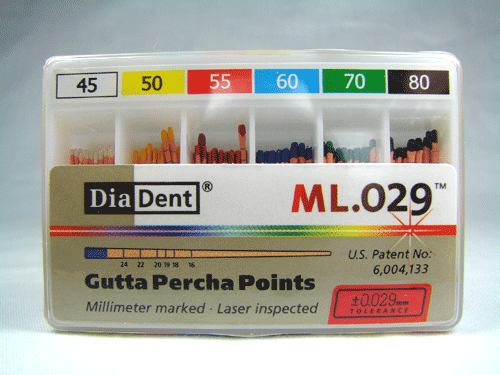 45 50 55 60 70 80
DiaDent® ML.029™
24 22 20 19 18 16
U.S. Patent No:
6,004,133
Gutta Percha Points
Millimeter marked · Laser inspected
±0.029mm
TOLERANCE